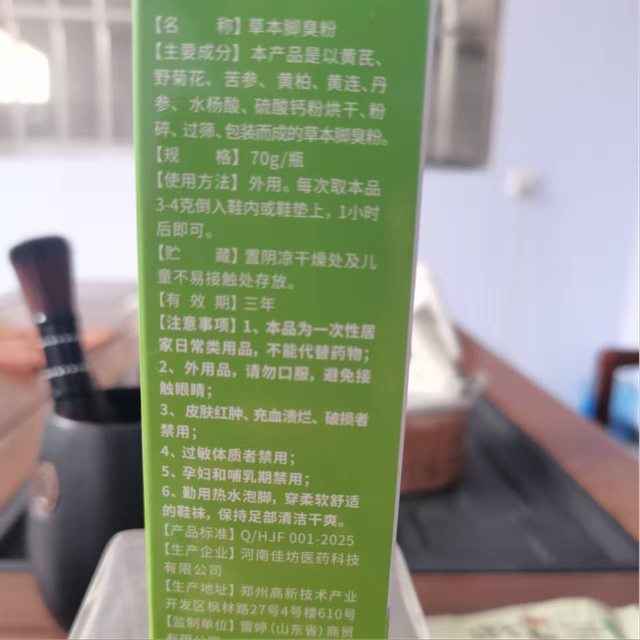 【名 称】草本脚臭粉
【主要成分】本产品是以黄芪、
野菊花、苦参、黄柏、黄连、丹
参、水杨酸、硫酸钙粉烘干、粉
碎、过筛、包装而成的草本脚臭粉。
【规 格】70g/瓶
【使用方法】外用。每次取本品
3-4克倒入鞋内或鞋垫上，1小时
后即可。
【贮 藏】置阴凉干燥处及儿
童不易接触处存放。
【有 效 期】三年
【注意事项】1、本品为一次性居
家日常类用品，不能代替药物；
2、外用品，请勿口服，避免接
触眼睛；
3、皮肤红肿、充血溃烂、破损者
禁用；
4、过敏体质者禁用；
5、孕妇和哺乳期禁用；
6、勤用热水泡脚，穿柔软舒适
的鞋袜，保持足部清洁干爽。
【产品标准】Q/HJF 001-2025
【生产企业】河南佳坊医药科技
有限公司
【生产地址】郑州高新技术产业
开发区枫林路27号4号楼610号
【监制单位】雷婷(山东省)商贸
有限公司